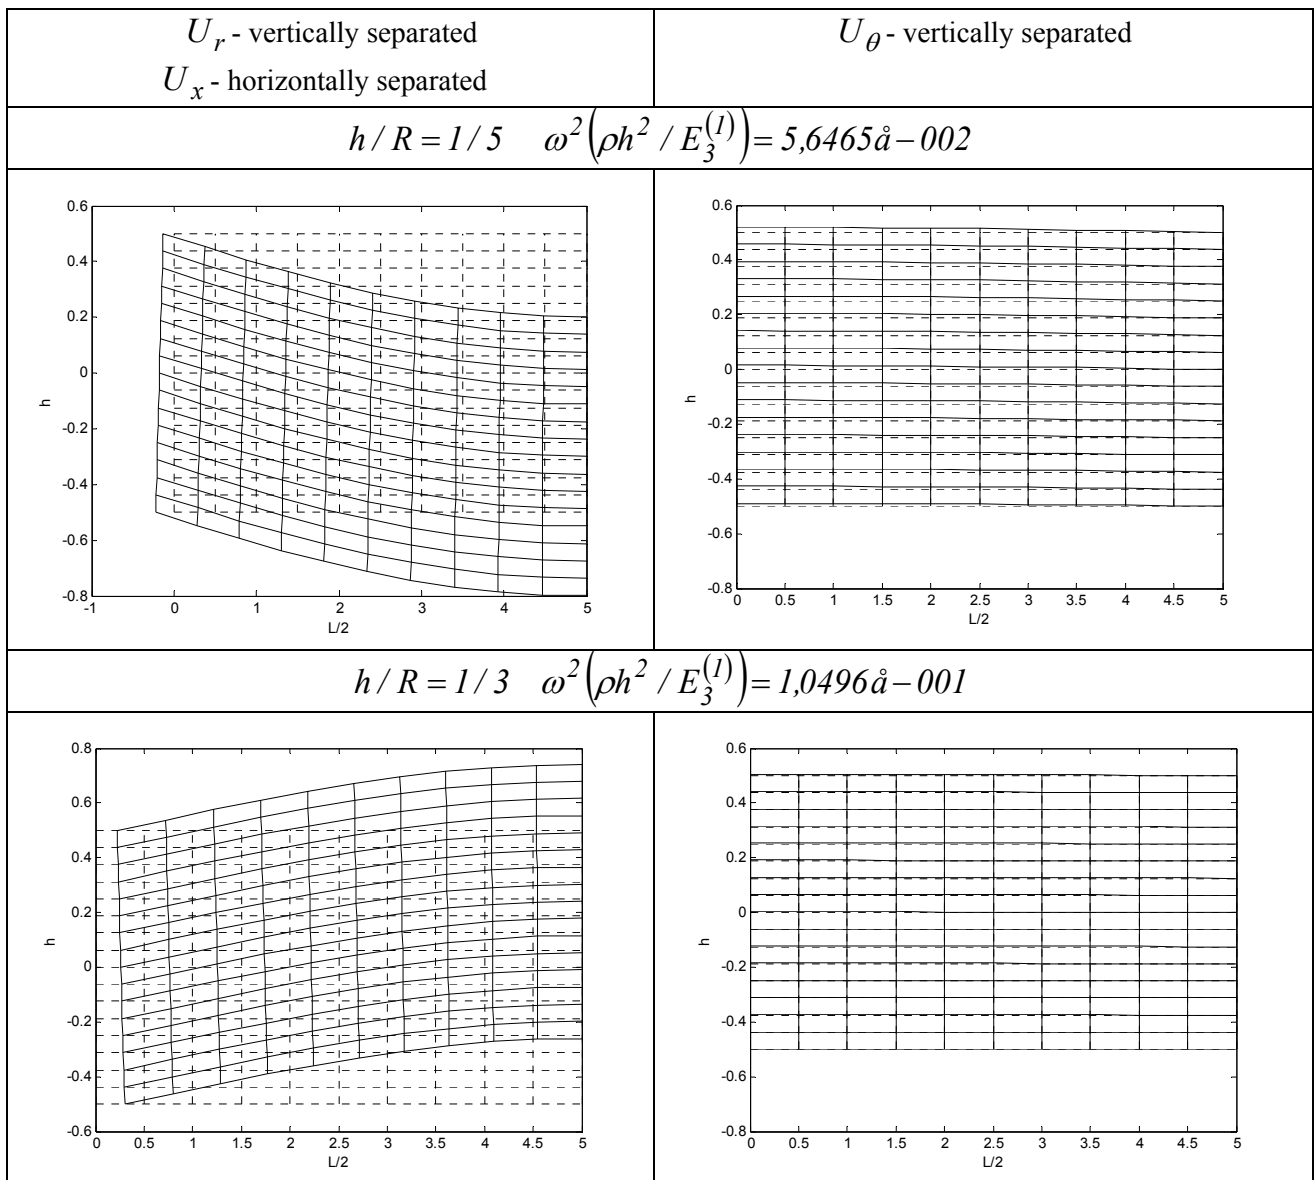 U_r - vertically separated
U_x - horizontally separated
U_θ - vertically separated
h / R = 1 / 5 ω² (ρh² / E₃⁽¹⁾) = 5,6465å – 002
0.6
0.4
0.2
0
-0.2
-0.4
-0.6
-0.8
h
-1 0 1 2 3 4 5
L/2
0.6
0.4
0.2
0
-0.2
-0.4
-0.6
-0.8
h
0 0.5 1 1.5 2 2.5 3 3.5 4 4.5 5
L/2
h / R = 1 / 3 ω² (ρh² / E₃⁽¹⁾) = 1,0496å – 001
0.8
0.6
0.4
0.2
0
-0.2
-0.4
-0.6
h
0 0.5 1 1.5 2 2.5 3 3.5 4 4.5 5
L/2
0.6
0.4
0.2
0
-0.2
-0.4
-0.6
-0.8
h
0 0.5 1 1.5 2 2.5 3 3.5 4 4.5 5
L/2